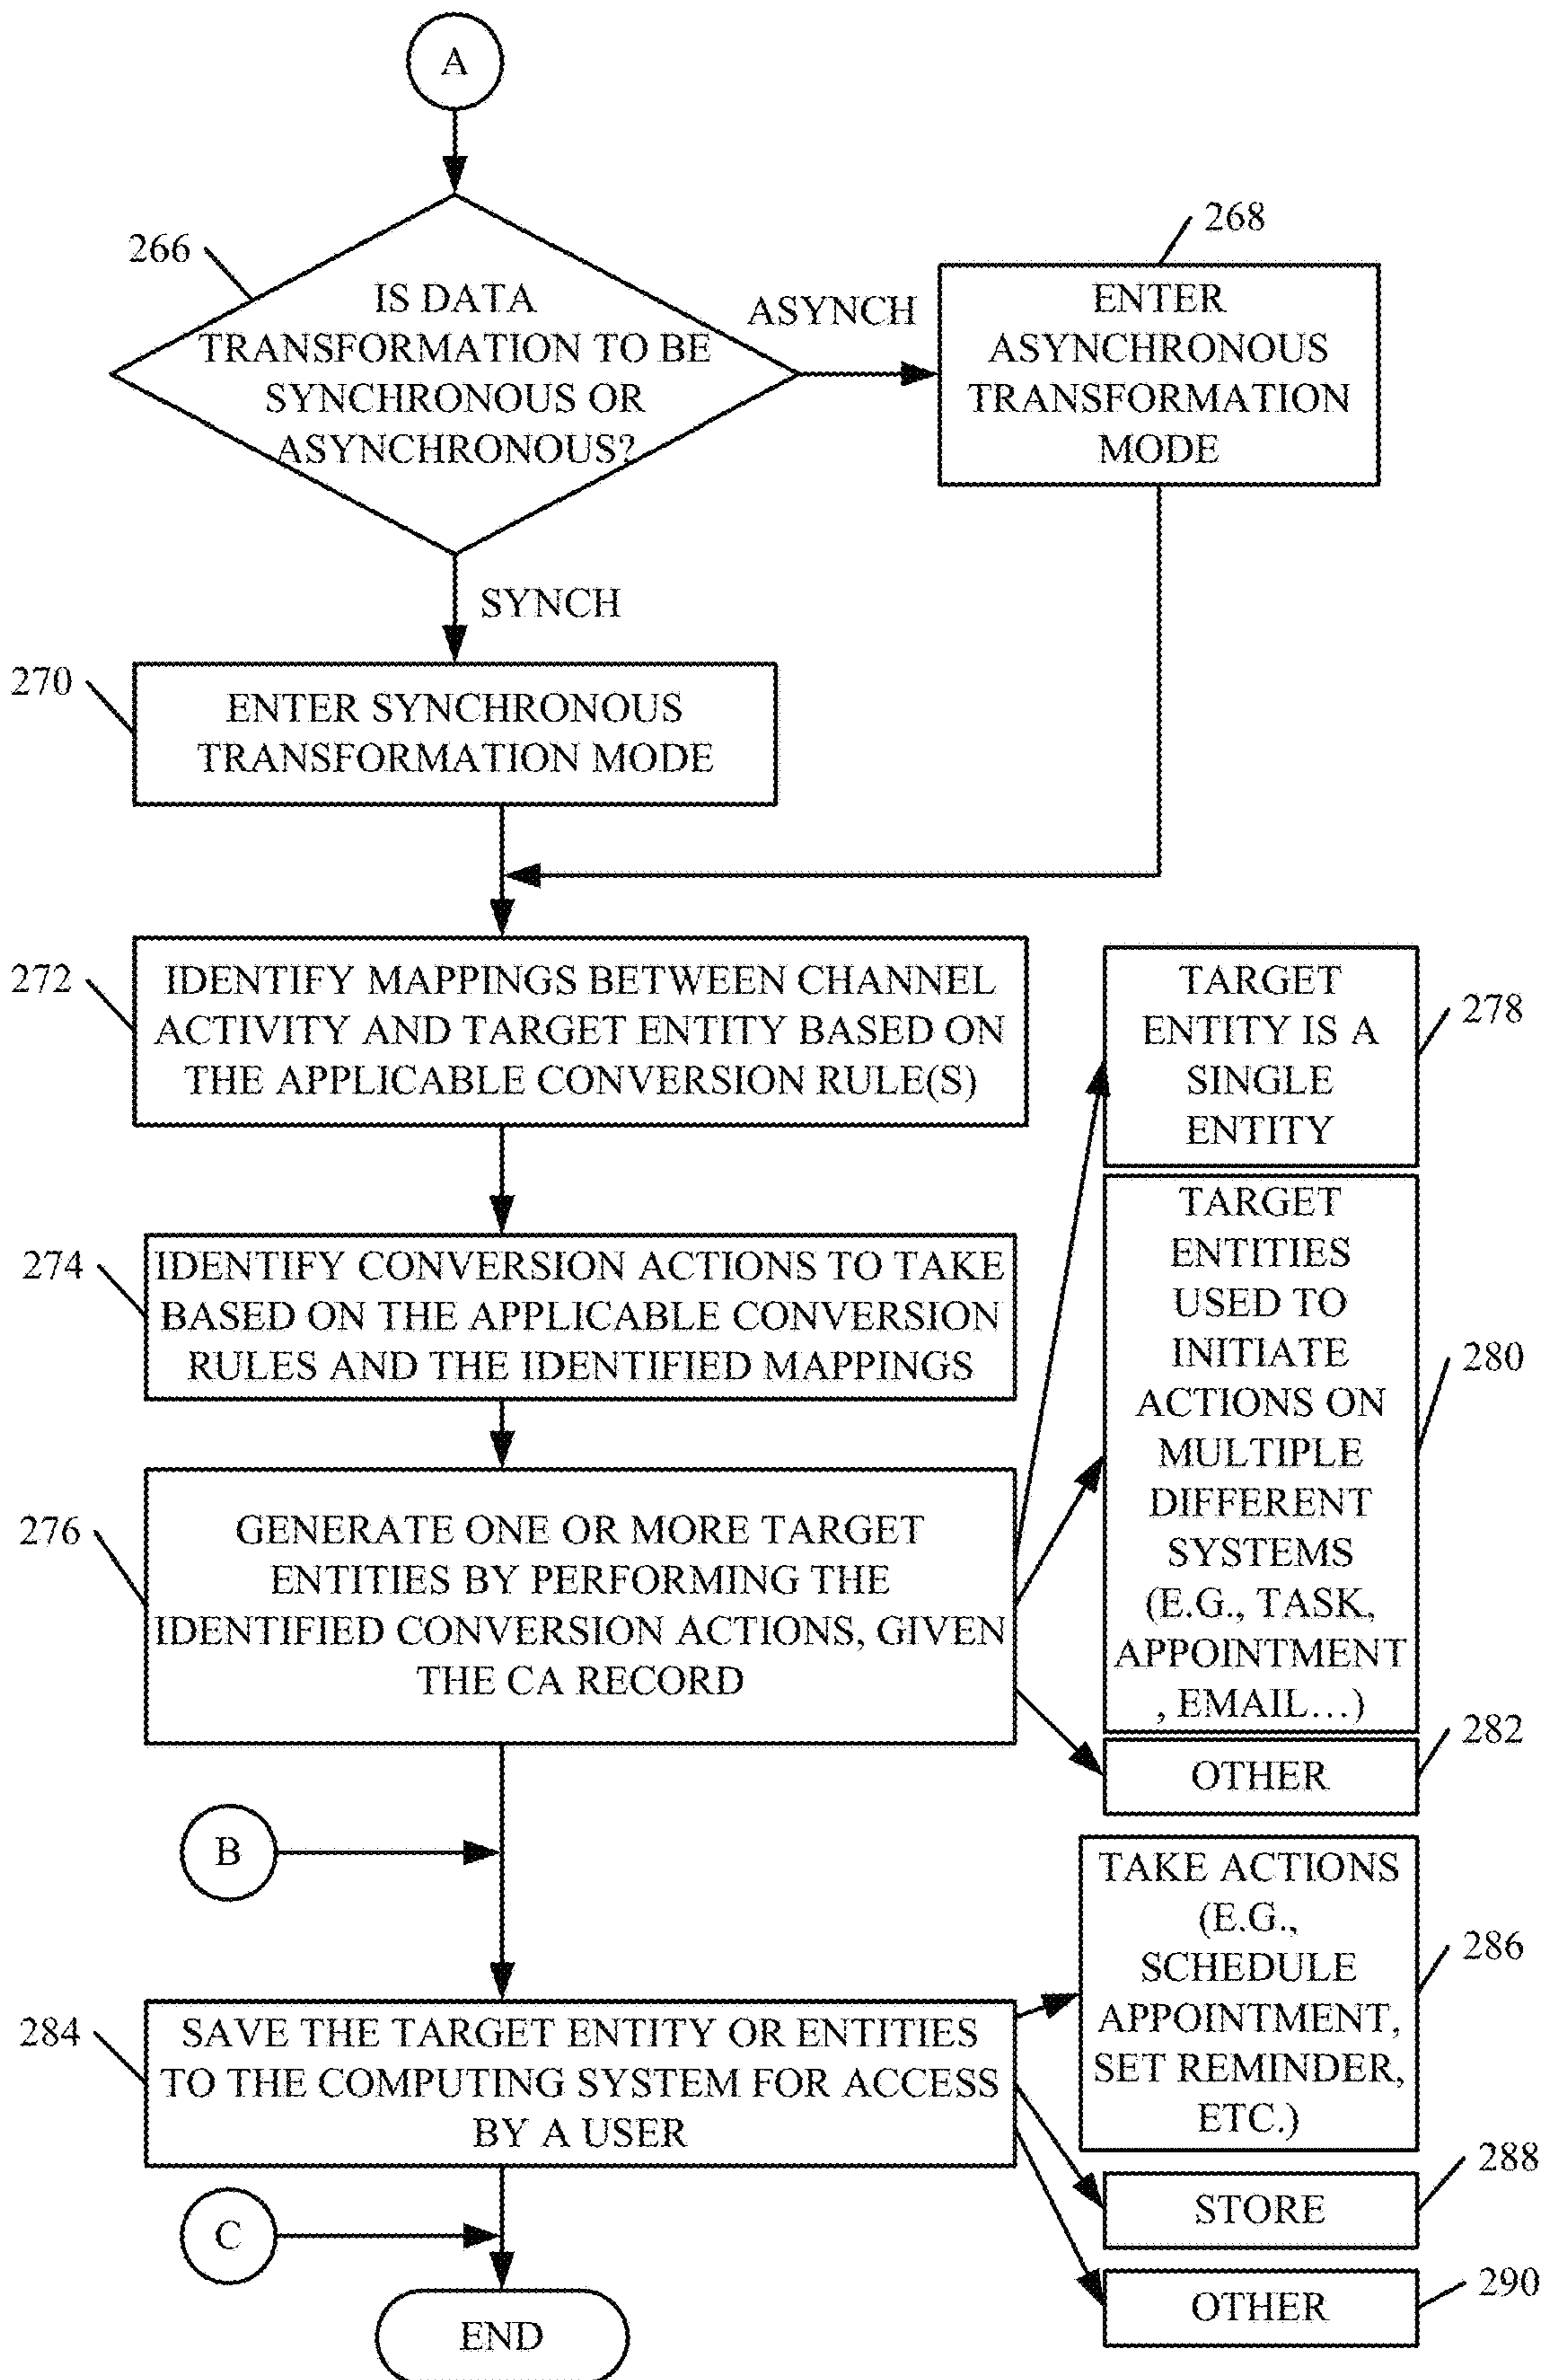 A
266
IS DATA
TRANSFORMATION TO BE
SYNCHRONOUS OR
ASYNCHRONOUS?
ASYNCH
268
ENTER
ASYNCHRONOUS
TRANSFORMATION
MODE
SYNCH
270
ENTER SYNCHRONOUS
TRANSFORMATION MODE
272
IDENTIFY MAPPINGS BETWEEN CHANNEL
ACTIVITY AND TARGET ENTITY BASED ON
THE APPLICABLE CONVERSION RULE(S)
274
IDENTIFY CONVERSION ACTIONS TO TAKE
BASED ON THE APPLICABLE CONVERSION
RULES AND THE IDENTIFIED MAPPINGS
276
GENERATE ONE OR MORE TARGET
ENTITIES BY PERFORMING THE
IDENTIFIED CONVERSION ACTIONS, GIVEN
THE CA RECORD
TARGET
ENTITY IS A
SINGLE
ENTITY
278
TARGET
ENTITIES
USED TO
INITIATE
ACTIONS ON
MULTIPLE
DIFFERENT
SYSTEMS
(E.G., TASK,
APPOINTMENT
, EMAIL…)
280
OTHER
282
B
284
SAVE THE TARGET ENTITY OR ENTITIES
TO THE COMPUTING SYSTEM FOR ACCESS
BY A USER
TAKE ACTIONS
(E.G.,
SCHEDULE
APPOINTMENT,
SET REMINDER,
ETC.)
286
STORE
288
OTHER
290
C
END